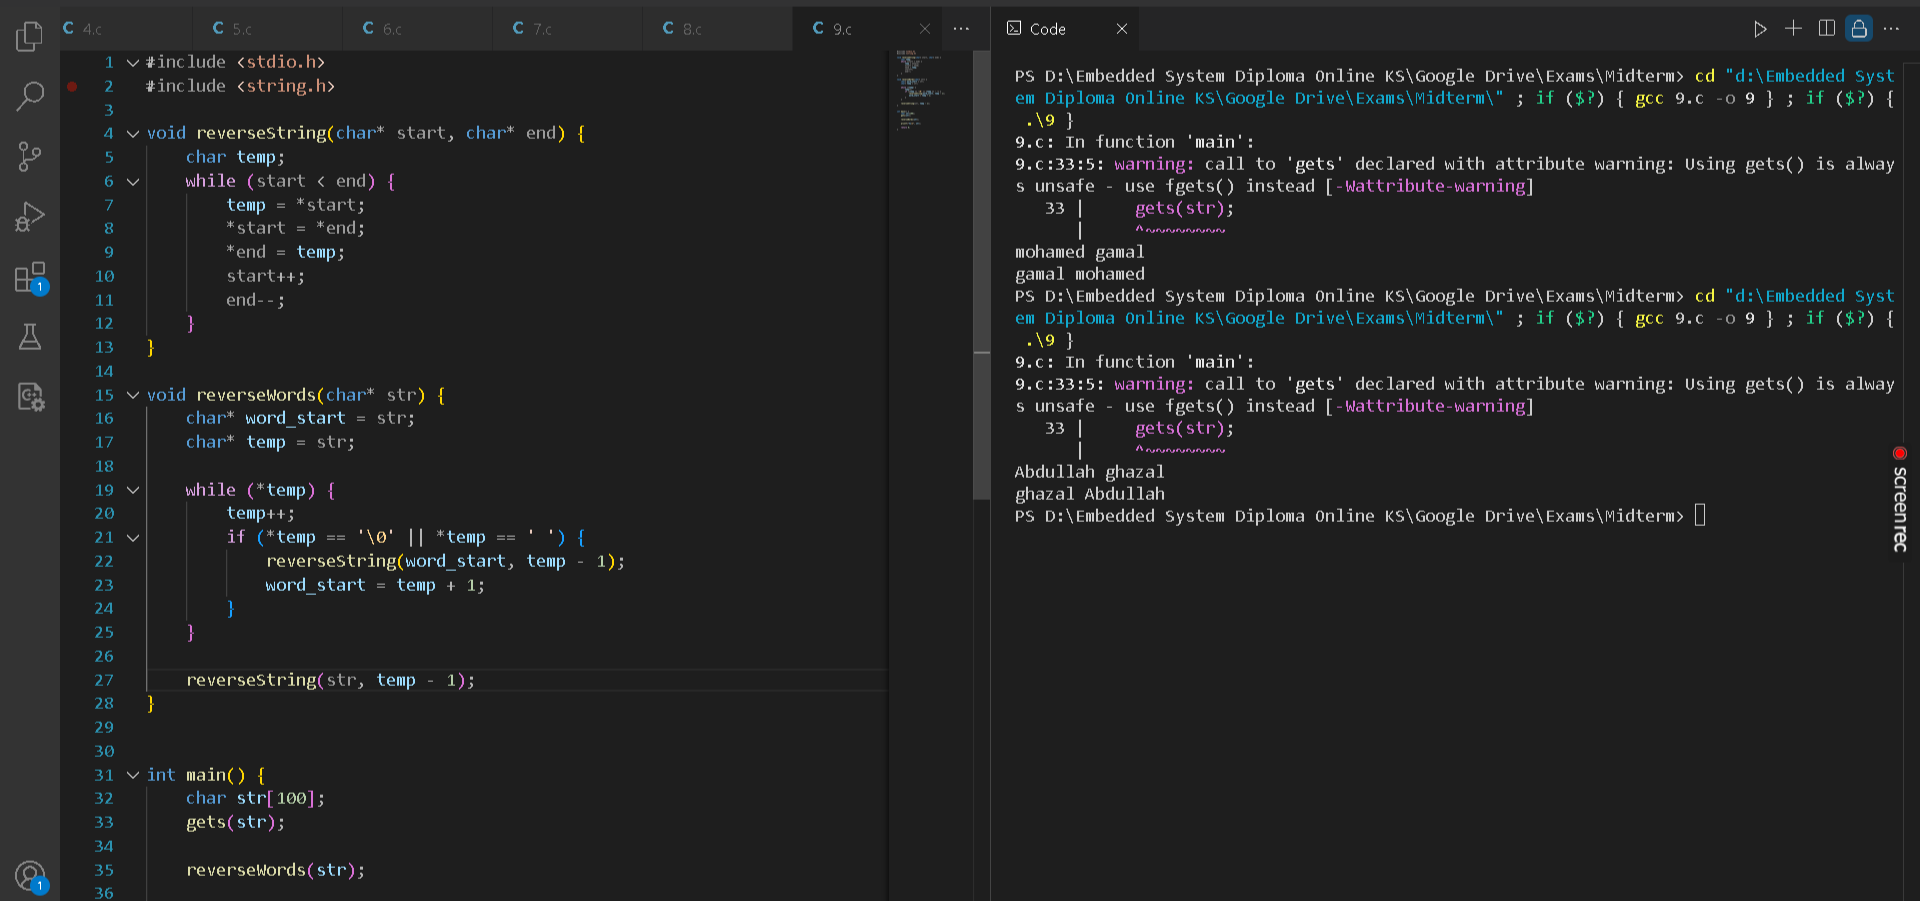 C 4.c C 5.c C 6.c C 7.c C 8.c C 9.c
1 #include <stdio.h>
2 #include <string.h>
3
4 void reverseString(char* start, char* end) {
5 char temp;
6 while (start < end) {
7 temp = *start;
8 *start = *end;
9 *end = temp;
10 start++;
11 end--;
12 }
13 }
14
15 void reverseWords(char* str) {
16 char* word_start = str;
17 char* temp = str;
18
19 while (*temp) {
20 temp++;
21 if (*temp == '\0' || *temp == ' ') {
22 reverseString(word_start, temp - 1);
23 word_start = temp + 1;
24 }
25 }
26
27 reverseString(str, temp - 1);
28 }
29
30
31 int main() {
32 char str[100];
33 gets(str);
34
35 reverseWords(str);
36
1
1
Code
PS D:\Embedded System Diploma Online KS\Google Drive\Exams\Midterm> cd "d:\Embedded Syst
em Diploma Online KS\Google Drive\Exams\Midterm\" ; if ($?) { gcc 9.c -o 9 } ; if ($?) {
.\9 }
9.c: In function 'main':
9.c:33:5: warning: call to 'gets' declared with attribute warning: Using gets() is alway
s unsafe - use fgets() instead [-Wattribute-warning]
33 | gets(str);
| ^~~~~~~~~
mohamed gamal
gamal mohamed
PS D:\Embedded System Diploma Online KS\Google Drive\Exams\Midterm> cd "d:\Embedded Syst
em Diploma Online KS\Google Drive\Exams\Midterm\" ; if ($?) { gcc 9.c -o 9 } ; if ($?) {
.\9 }
9.c: In function 'main':
9.c:33:5: warning: call to 'gets' declared with attribute warning: Using gets() is alway
s unsafe - use fgets() instead [-Wattribute-warning]
33 | gets(str);
| ^~~~~~~~~
Abdullah ghazal
ghazal Abdullah
PS D:\Embedded System Diploma Online KS\Google Drive\Exams\Midterm>
screenrec